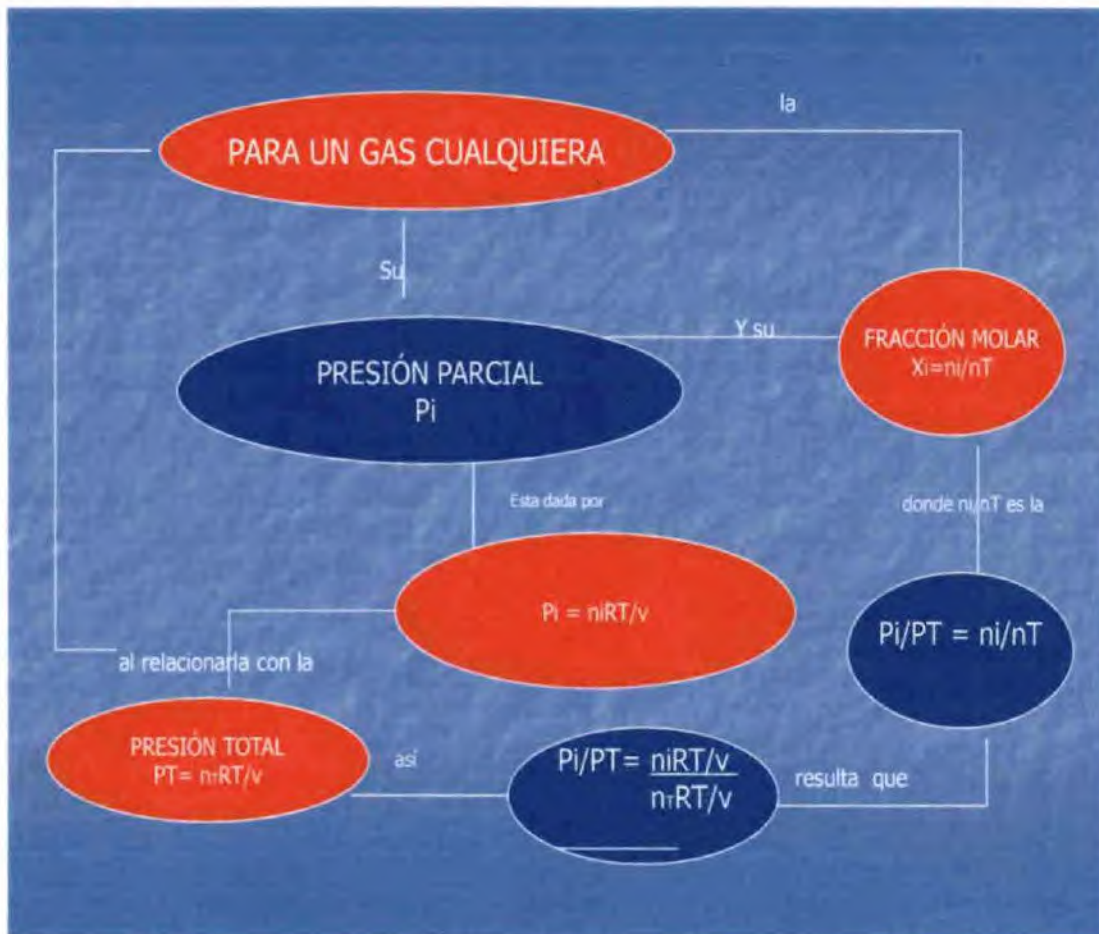 la
PARA UN GAS CUALQUIERA
Su
Y su
FRACCIÓN MOLAR
Xi=ni/nT
PRESIÓN PARCIAL
Pi
Esta dada por
donde ni/nT es la
Pi = niRT/v
Pi/PT = ni/nT
al relacionarla con la
PRESIÓN TOTAL
PT= nTRT/v
así
Pi/PT= niRT/v
nTRT/v
resulta que